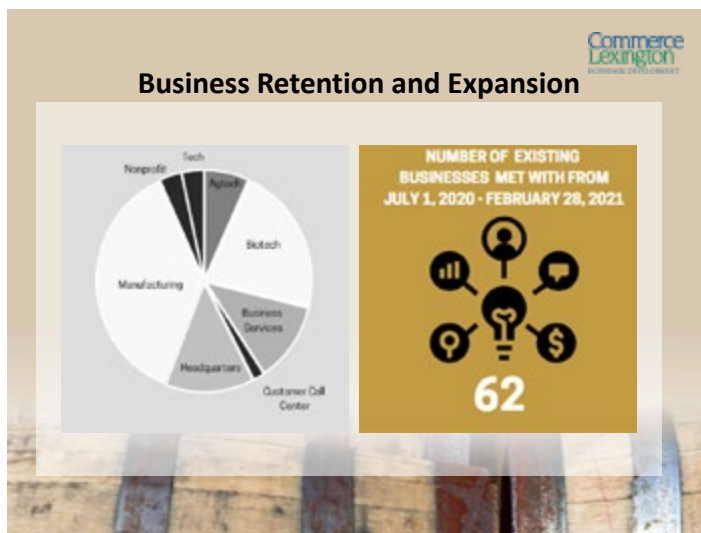 Commerce
Lexington
ECONOMIC DEVELOPMENT
Business Retention and Expansion
Tech
Nonprofit
Agtech
Biotech
Manufacturing
Business
Services
Headquarters
Customer Call
Center
NUMBER OF EXISTING
BUSINESSES MET WITH FROM
JULY 1, 2020 - FEBRUARY 28, 2021
62